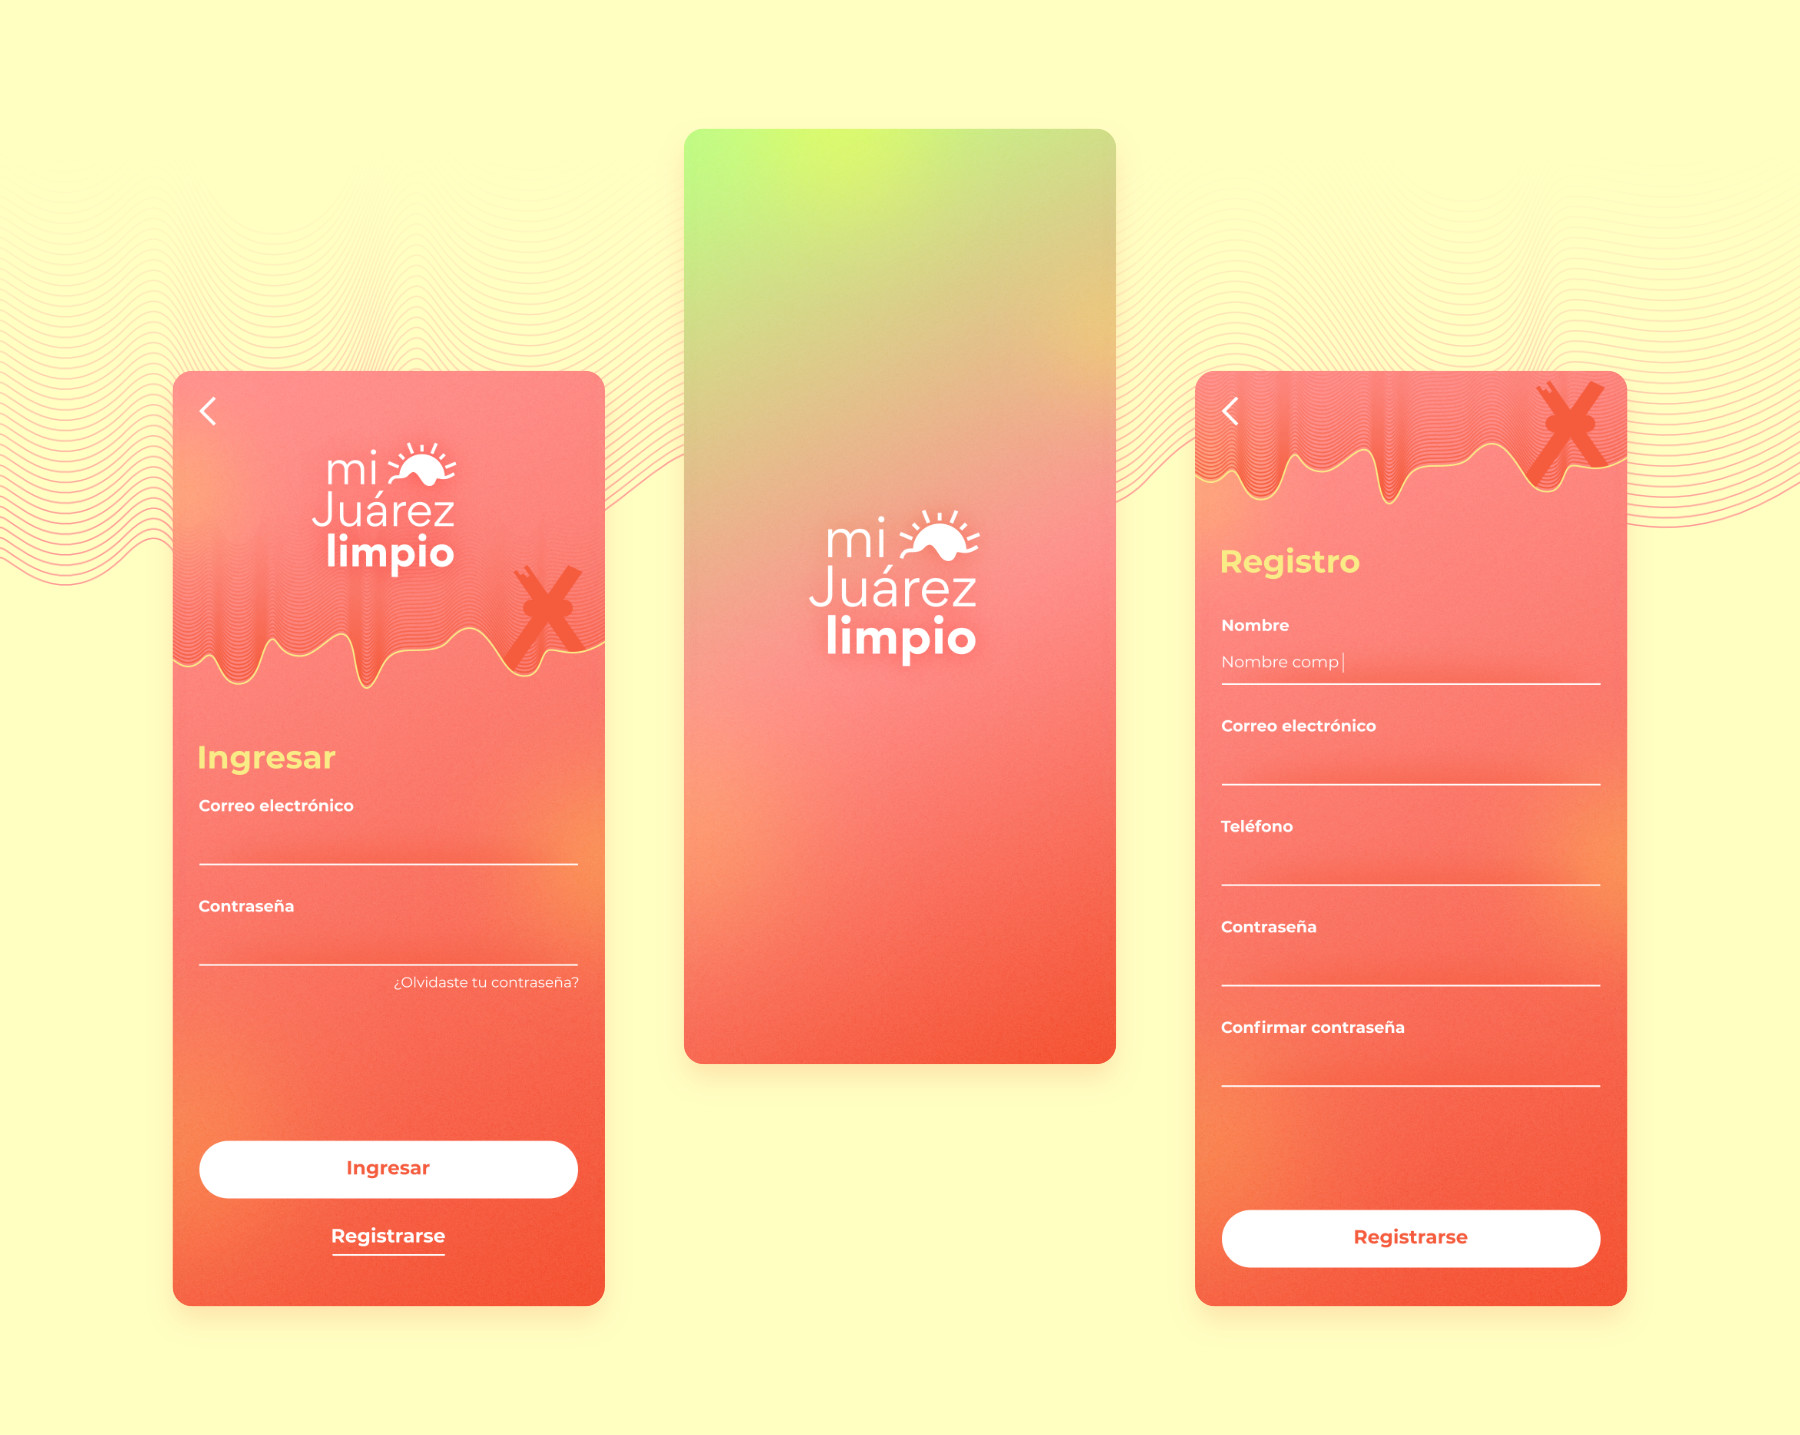 mi
Juárez
limpio
Ingresar
Correo electrónico
Contraseña
¿Olvidaste tu contraseña?
Ingresar
Registrarse
mi
Juárez
limpio
Registro
Nombre
Nombre comp
Correo electrónico
Teléfono
Contraseña
Confirmar contraseña
Registrarse